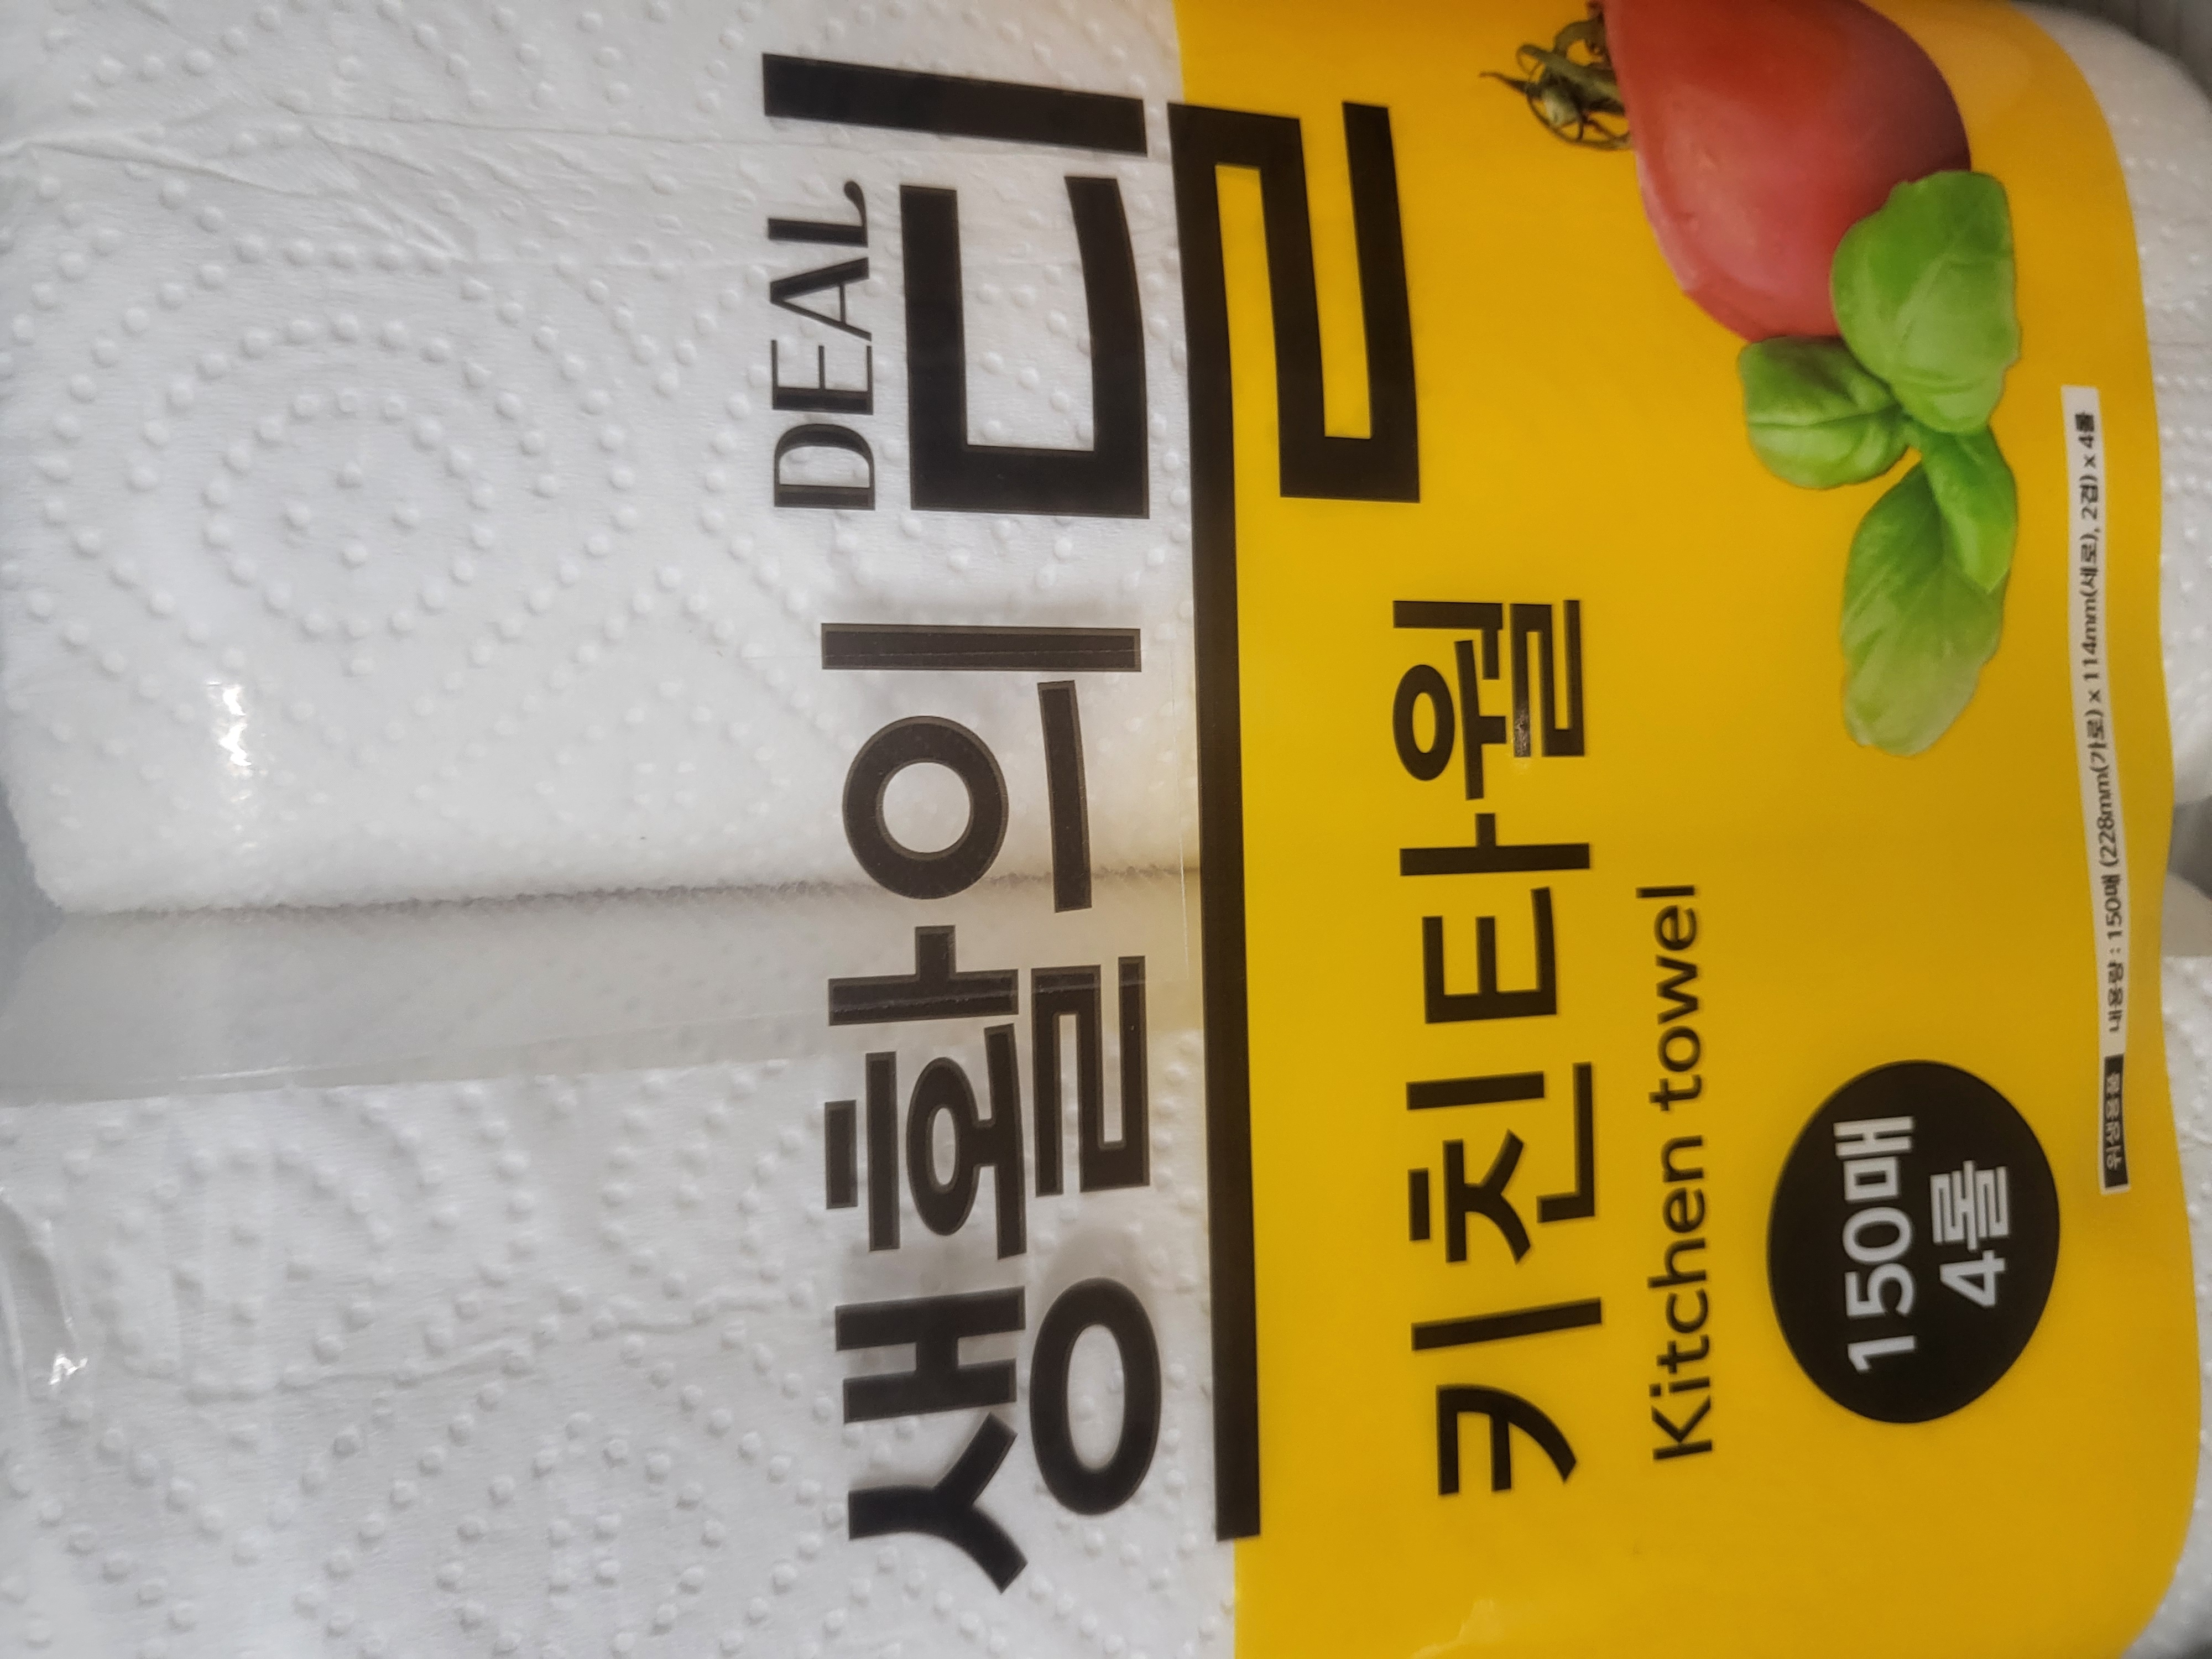 DEAL
생활의딜
키친타월
Kitchen towel
150매
4롤
위생용품 내용량 : 150매 (228mm(가로) x 114mm(세로), 2겹) x 4롤